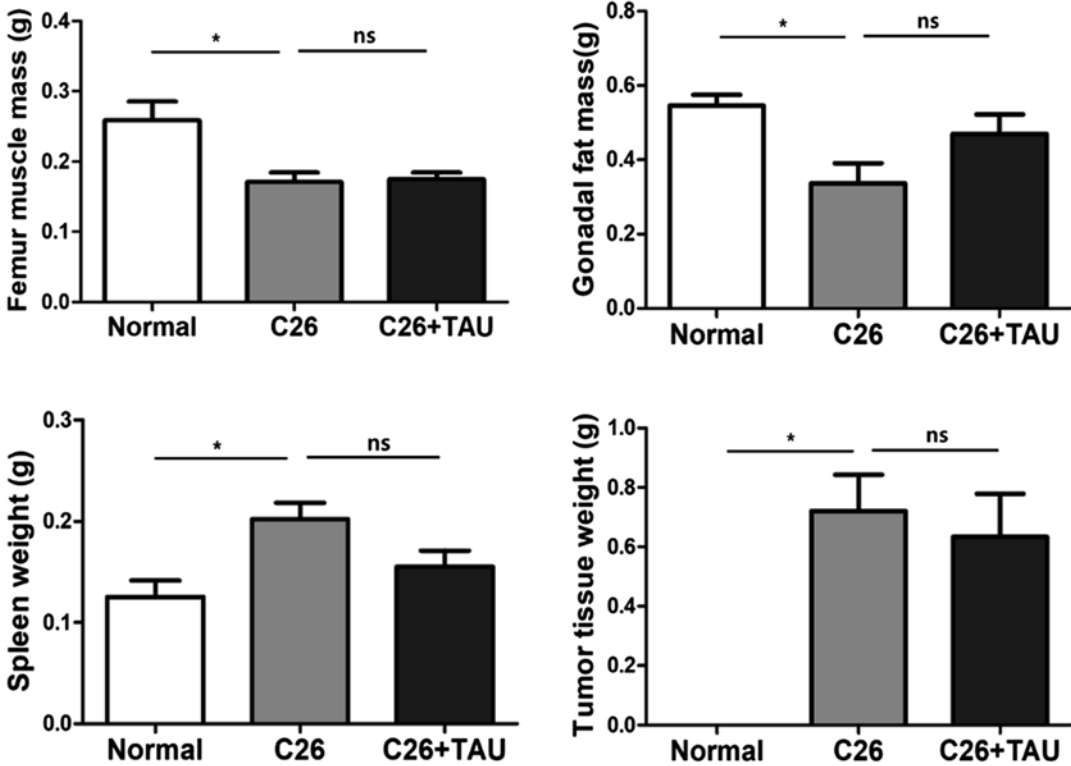 Femur muscle mass (g)
0.4
0.3
0.2
0.1
0.0
*
ns
Normal
C26
C26+TAU
Gonadal fat mass(g)
0.8
0.6
0.4
0.2
0.0
*
ns
Normal
C26
C26+TAU
Spleen weight (g)
0.3
0.2
0.1
0.0
*
ns
Normal
C26
C26+TAU
Tumor tissue weight (g)
1.0
0.8
0.6
0.4
0.2
0.0
*
ns
Normal
C26
C26+TAU